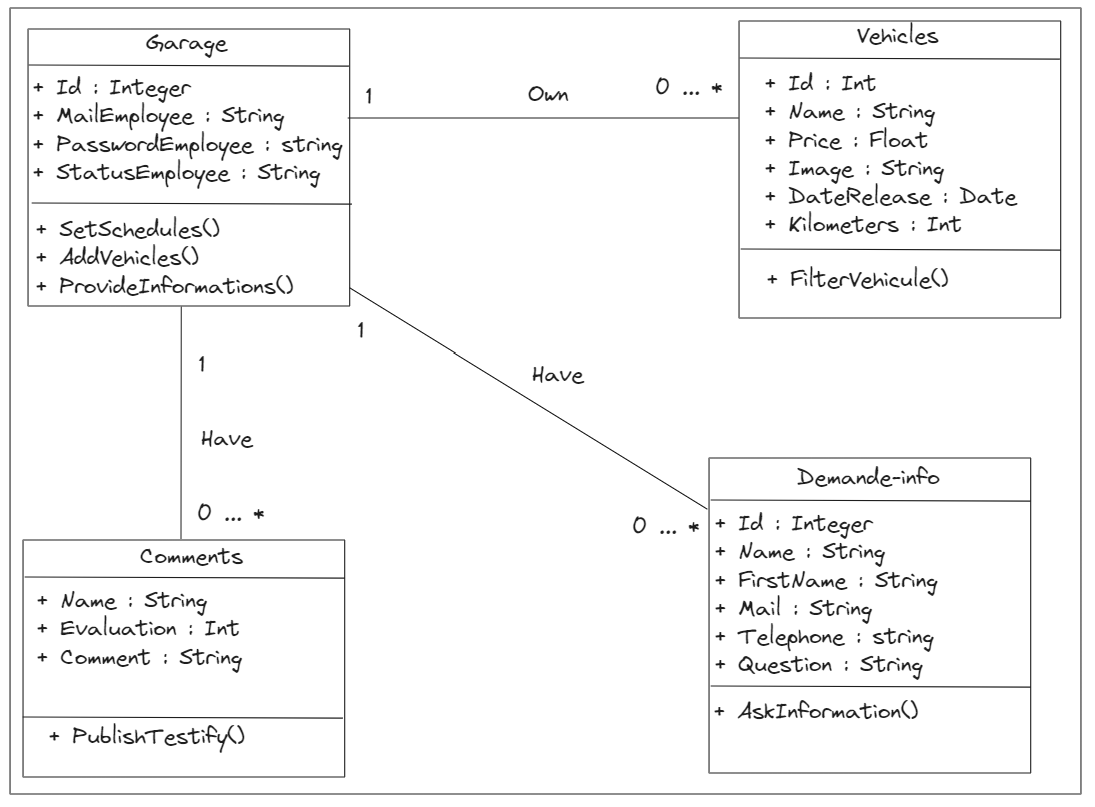 Garage
+ Id : Integer
+ MailEmployee : String
+ PasswordEmployee : string
+ StatusEmployee : String
+ SetSchedules()
+ AddVehicles()
+ ProvideInformations()
1
Own
0 ... *
Vehicles
+ Id : Int
+ Name : String
+ Price : Float
+ Image : String
+ DateRelease : Date
+ Kilometers : Int
+ FilterVehicule()
1
Have
0 ... *
1
Have
0 ... *
Comments
+ Name : String
+ Evaluation : Int
+ Comment : String
+ PublishTestify()
Demande-info
+ Id : Integer
+ Name : String
+ FirstName : String
+ Mail : String
+ Telephone : string
+ Question : String
+ AskInformation()